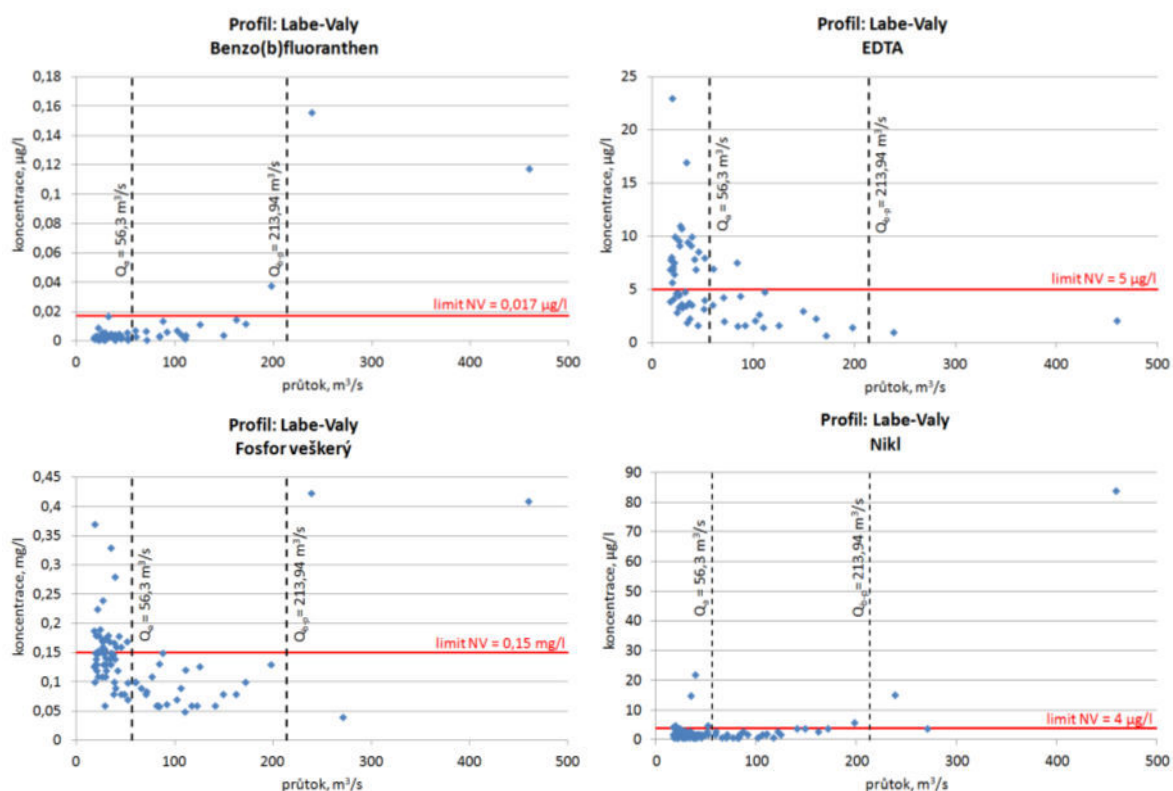 Profil: Labe-Valy
Benzo(b)fluoranthen
koncentrace, µg/l
0,18
0,16
0,14
0,12
0,1
0,08
0,06
0,04
0,02
0
Qa = 56,3 m³/s
213,94 m³/s
limit NV = 0,017 µg/l
0
100
200
300
400
500
průtok, m³/s
Profil: Labe-Valy
EDTA
koncentrace, µg/l
25
20
15
10
5
0
Qa = 56,3 m³/s
213,94 m³/s
limit NV = 5 µg/l
0
100
200
300
400
500
průtok, m³/s
Profil: Labe-Valy
Fosfor veškerý
koncentrace, mg/l
0,45
0,4
0,35
0,3
0,25
0,2
0,15
0,1
0,05
0
Qa = 56,3 m³/s
213,94 m³/s
limit NV = 0,15 mg/l
0
100
200
300
400
500
průtok, m³/s
Profil: Labe-Valy
Nikl
koncentrace, µg/l
90
80
70
60
50
40
30
20
10
0
Qa = 56,3 m³/s
213,94 m³/s
limit NV = 4 µg/l
0
100
200
300
400
500
průtok, m³/s